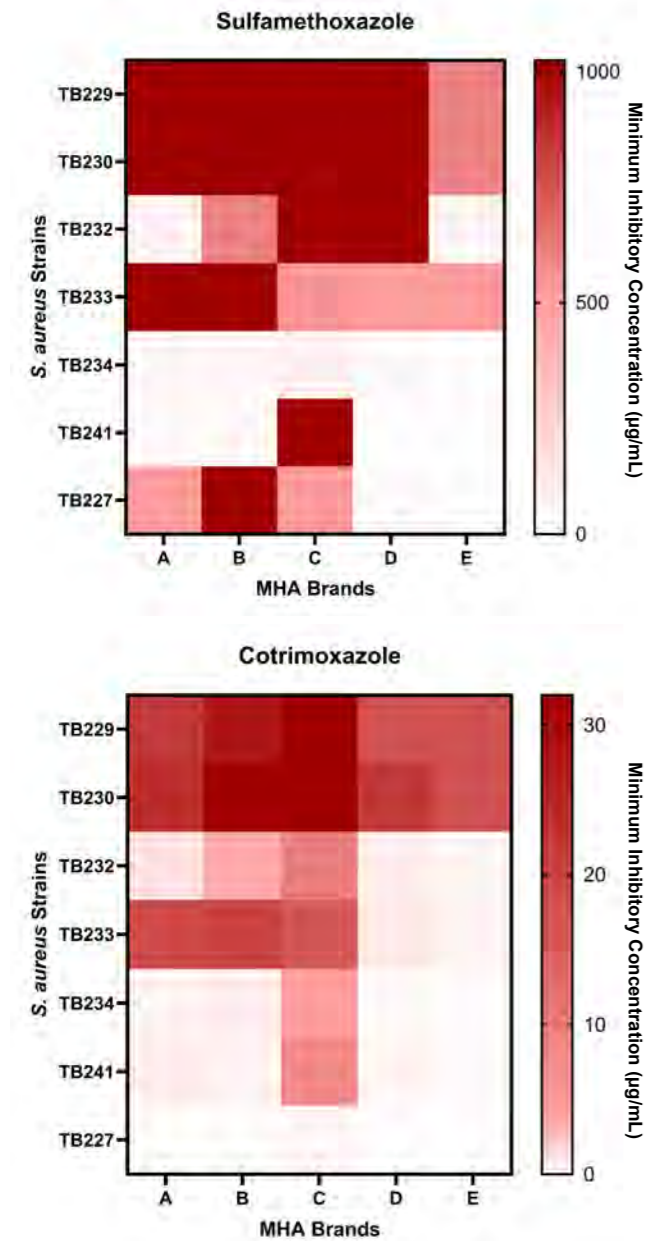 Sulfamethoxazole
S. aureus Strains
TB229
TB230
TB232
TB233
TB234
TB241
TB227
A B C D E
MHA Brands
1000
500
0
Minimum Inhibitory Concentration (µg/mL)
Cotrimoxazole
S. aureus Strains
TB229
TB230
TB232
TB233
TB234
TB241
TB227
A B C D E
MHA Brands
30
20
10
0
Minimum Inhibitory Concentration (µg/mL)